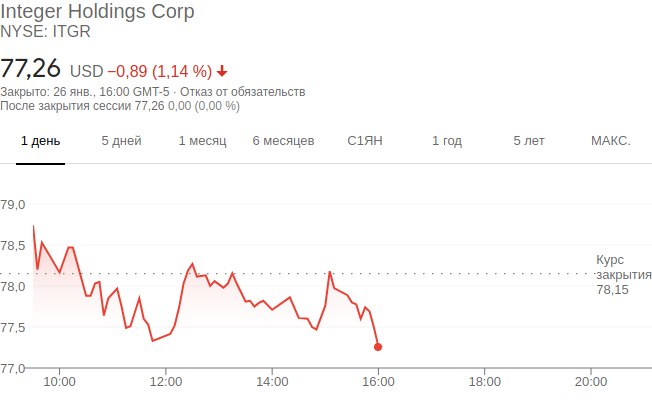 Integer Holdings Corp
NYSE: ITGR
77,26 USD −0,89 (1,14 %)
Закрыто: 26 янв., 16:00 GMT-5 · Отказ от обязательств
После закрытия сессии 77,26 0,00 (0,00 %)
1 день 5 дней 1 месяц 6 месяцев С1ЯН 1 год 5 лет МАКС.
79,0
78,5
Курс
закрытия
78,15
78,0
77,5
77,0
10:00 12:00 14:00 16:00 18:00 20:00